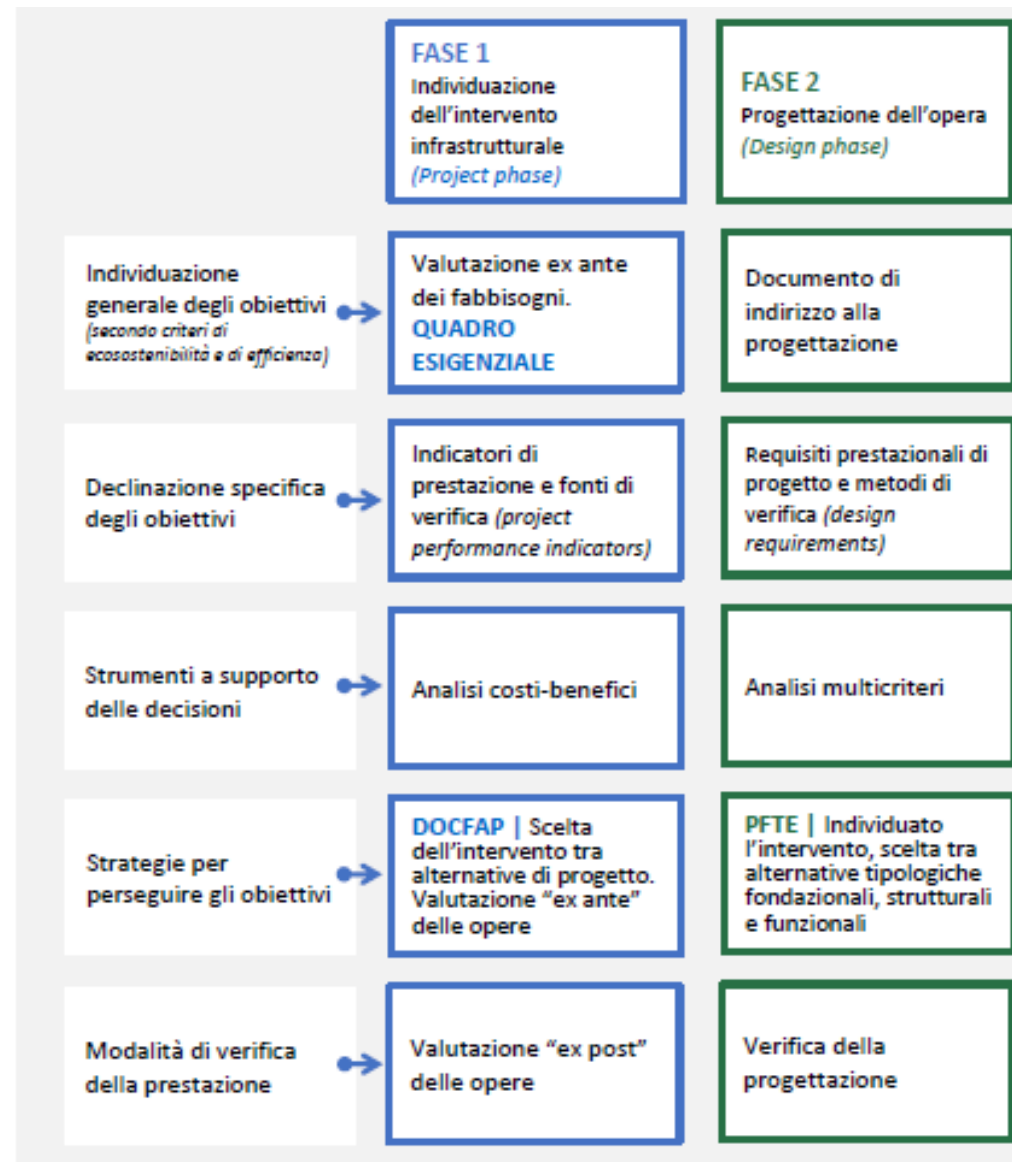 FASE 1
Individuazione
dell'intervento
infrastrutturale
(Project phase)
FASE 2
Progettazione dell'opera
(Design phase)
Individuazione
generale degli obiettivi
(secondo criteri di
ecosostenibilità e di efficienza)
Valutazione ex ante
dei fabbisogni.
QUADRO
ESIGENZIALE
Documento di
indirizzo alla
progettazione
Declinazione specifica
degli obiettivi
Indicatori di
prestazione e fonti di
verifica (project
performance indicators)
Requisiti prestazionali di
progetto e metodi di
verifica (design
requirements)
Strumenti a supporto
delle decisioni
Analisi costi-benefici
Analisi multicriteri
Strategie per
perseguire gli obiettivi
DOCFAP | Scelta
dell'intervento tra
alternative di progetto.
Valutazione "ex ante"
delle opere
PFTE | Individuato
l'intervento, scelta tra
alternative tipologiche
fondazionali, strutturali
e funzionali
Modalità di verifica
della prestazione
Valutazione "ex post"
delle opere
Verifica della
progettazione